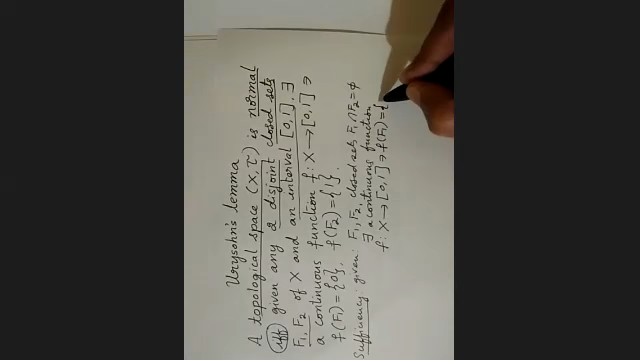 Urysohn's lemma
A topological space (X, τ) is normal
iff given any 2 disjoint closed sets
F₁, F₂ of X and an interval [0, 1], ∃
a continuous function f: X → [0, 1] ∋
f(F₁) = {0}, f(F₂) = {1}.
Sufficiency: given: F₁, F₂, closed sets F₁ ∩ F₂ = ϕ
∃ a continuous function
f: X → [0, 1] ∋ f(F₁) = {